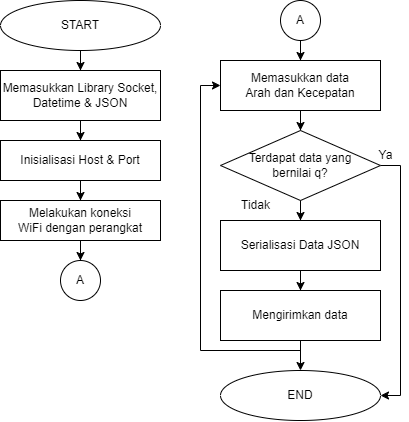 START
Memasukkan Library Socket,
Datetime & JSON
Inisialisasi Host & Port
Melakukan koneksi
WiFi dengan perangkat
A
A
Memasukkan data
Arah dan Kecepatan
Terdapat data yang
bernilai q?
Ya
Tidak
Serialisasi Data JSON
Mengirimkan data
END